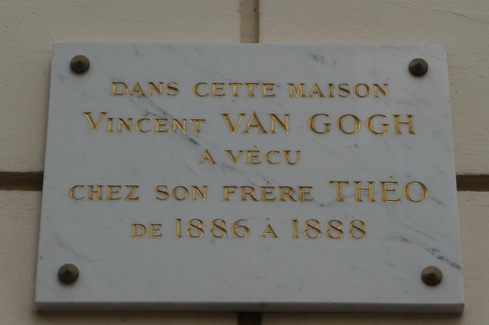 DANS CETTE MAISON
VINCENT VAN GOGH
A VÉCU
CHEZ SON FRÈRE THÉO
DE 1886 À 1888